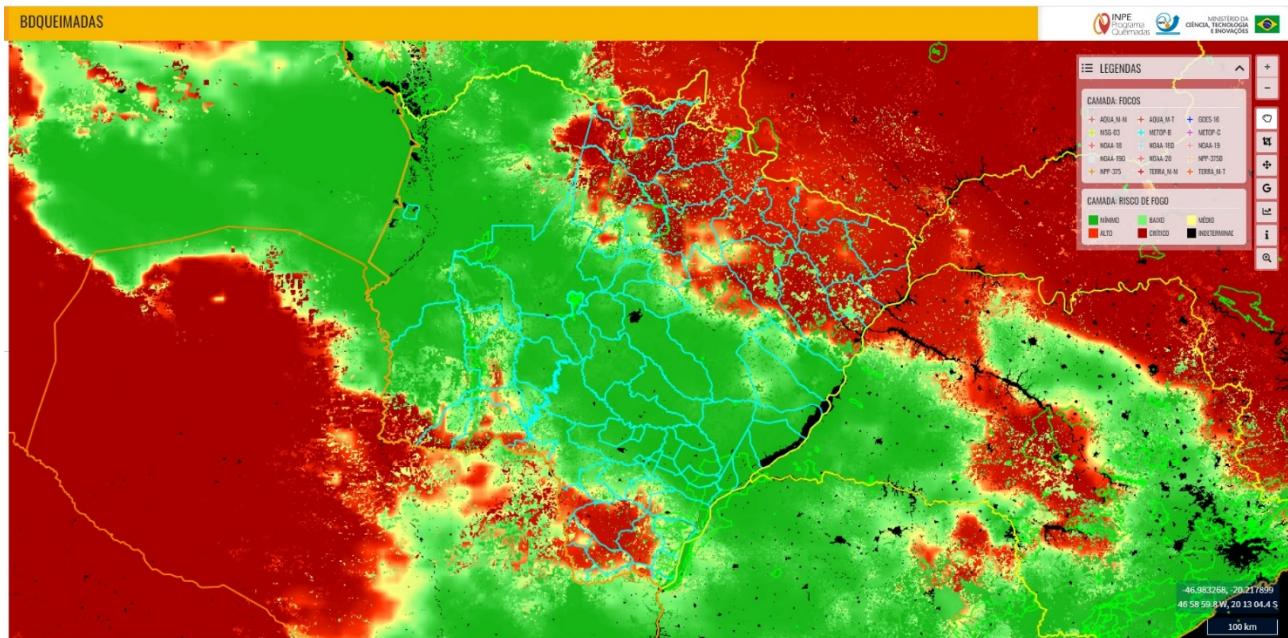 BDQUEIMADAS
INPE
Programa
Queimadas
MINISTÉRIO DA
CIÊNCIA, TECNOLOGIA
E INOVAÇÕES
LEGENDAS
CAMADA: FOCOS
AQUA_M-N AQUA_M-T GOES-16
MSG-03 METOP-B METOP-C
NOAA-18 NOAA-18D NOAA-19
NOAA-19D NOAA-20 NPP-375D
NPP-375 TERRA_M-N TERRA_M-T
CAMADA: RISCO DE FOGO
MÍNIMO BAIXO MÉDIO
ALTO CRÍTICO INDETERMINAD
-46.983268, -20.217899
46 58 59.8 W, 20 13 04.4 S
100 km